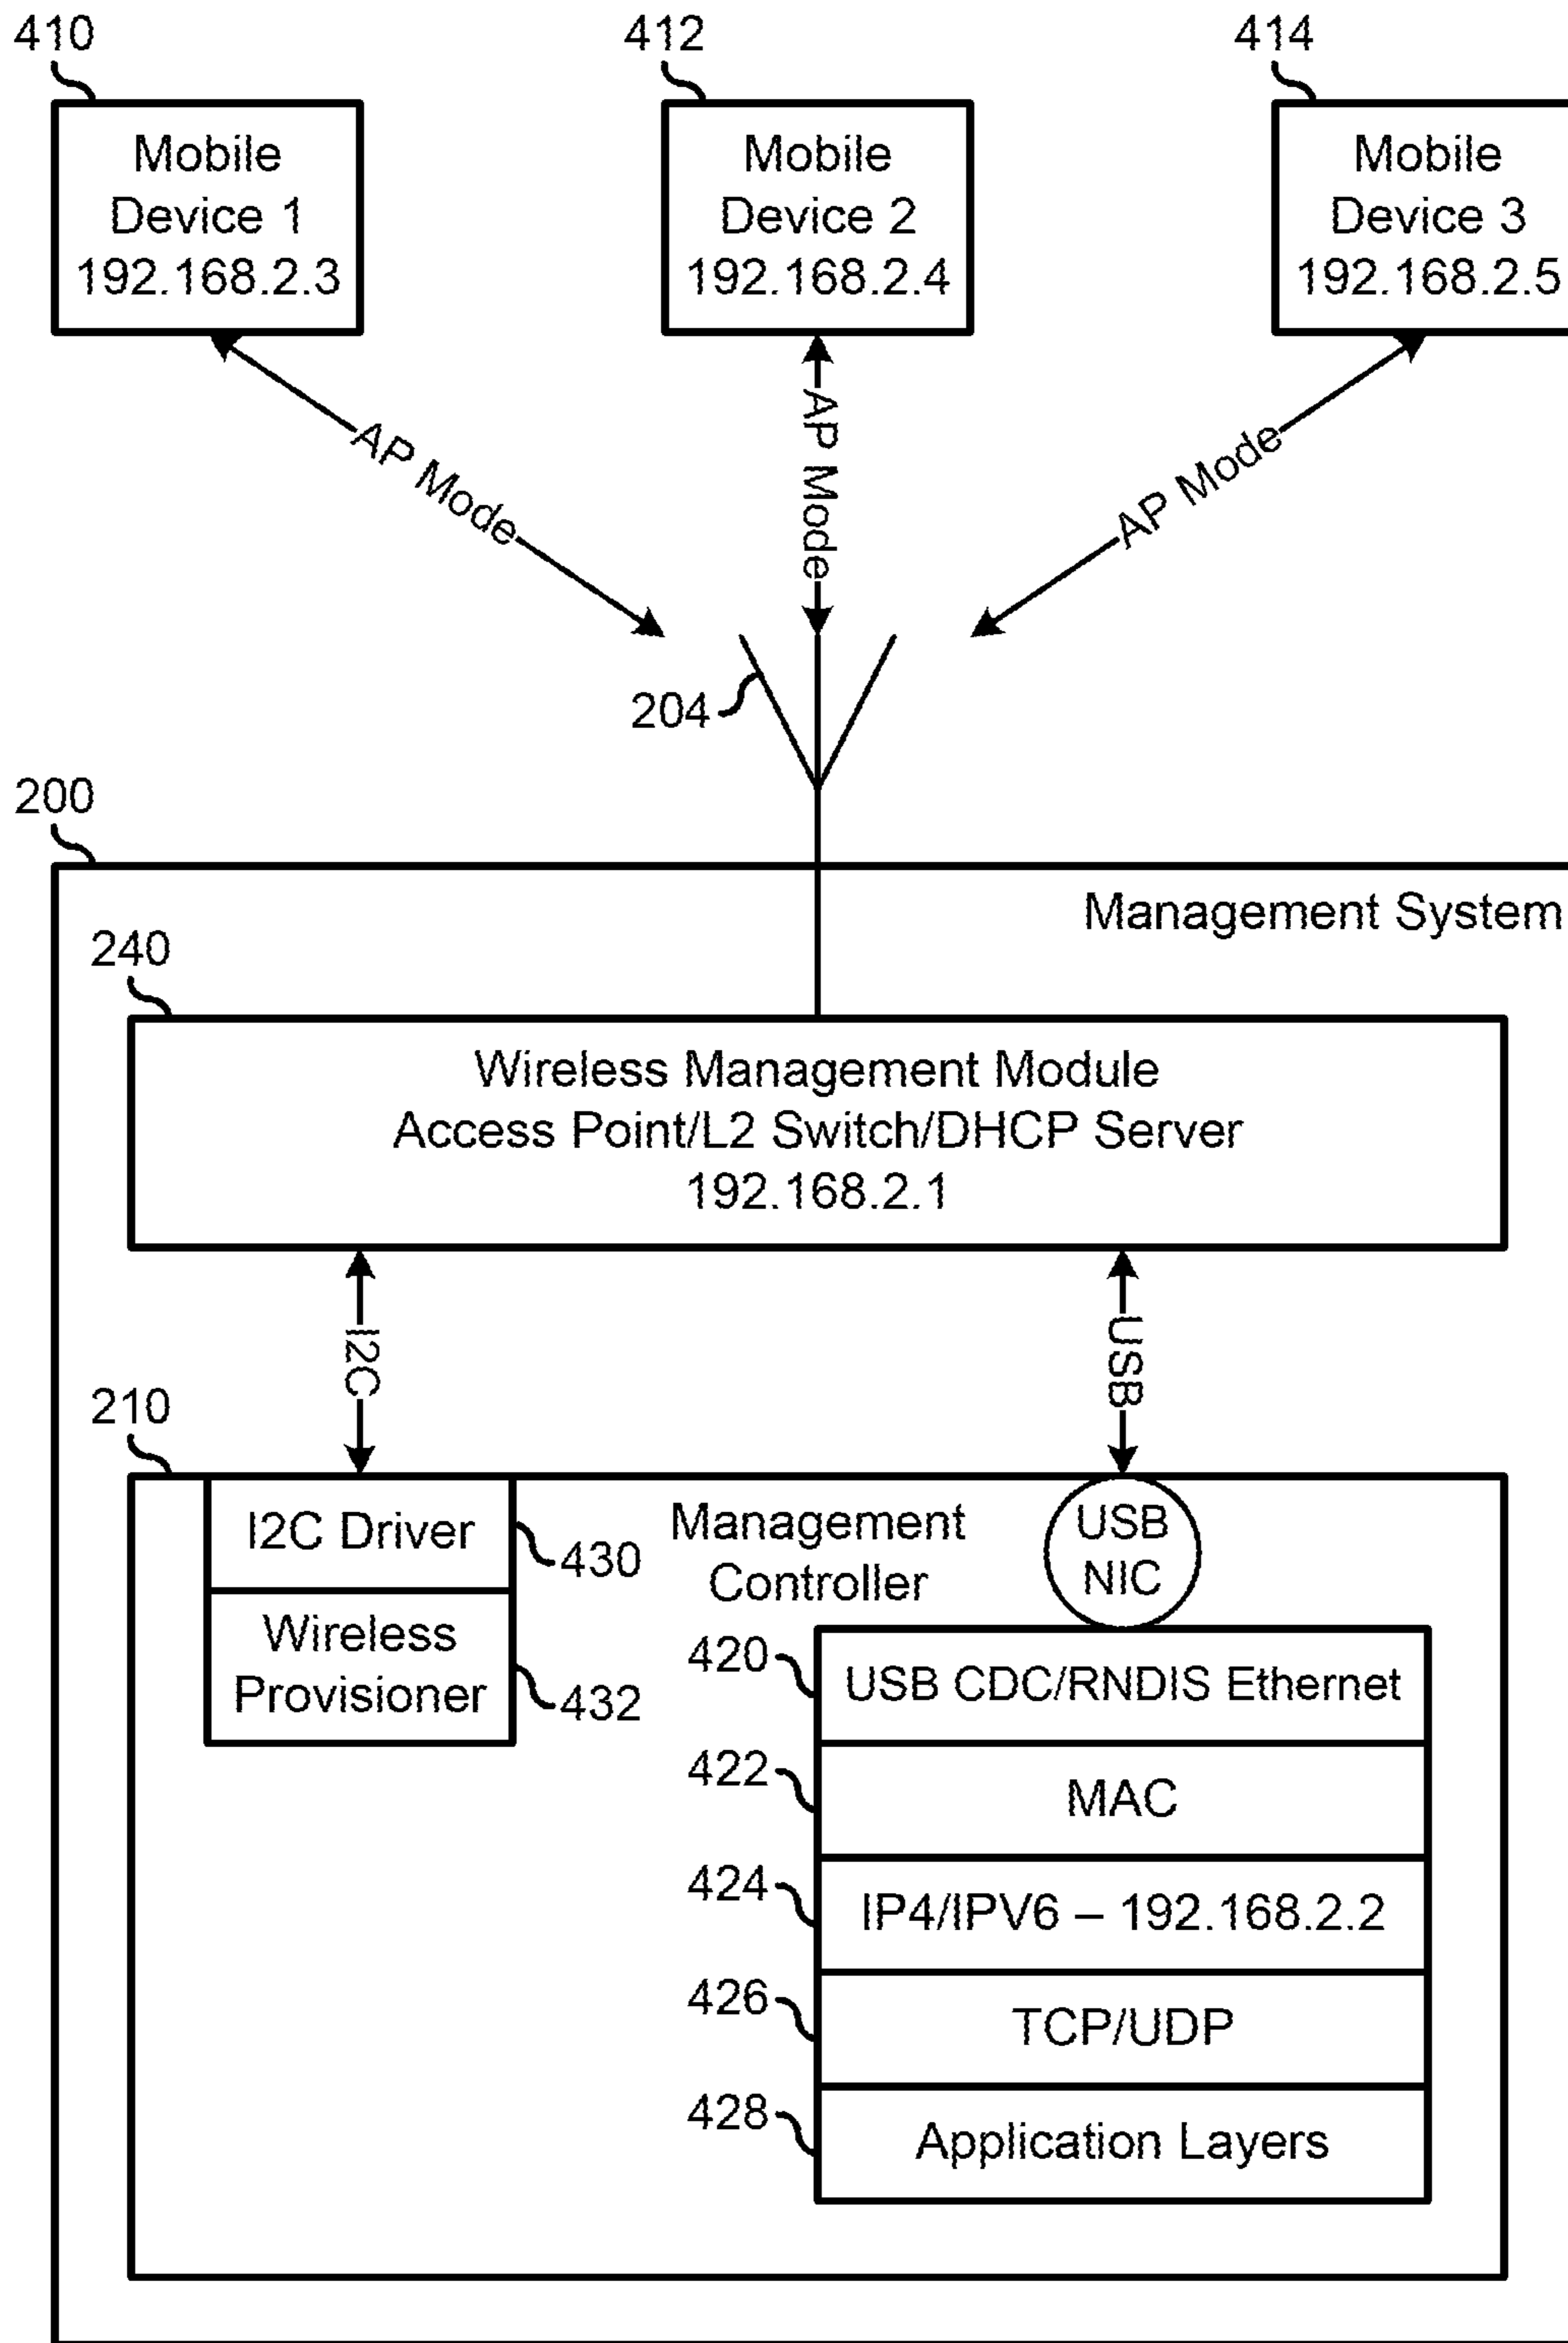 410
412
414
Mobile
Device 1
192.168.2.3
Mobile
Device 2
192.168.2.4
Mobile
Device 3
192.168.2.5
AP Mode
AP Mode
AP Mode
204
200
Management System
240
Wireless Management Module
Access Point/L2 Switch/DHCP Server
192.168.2.1
I2C
USB
210
I2C Driver
430
Wireless
Provisioner
432
Management
Controller
USB
NIC
420
USB CDC/RNDIS Ethernet
422
MAC
424
IP4/IPV6 – 192.168.2.2
426
TCP/UDP
428
Application Layers